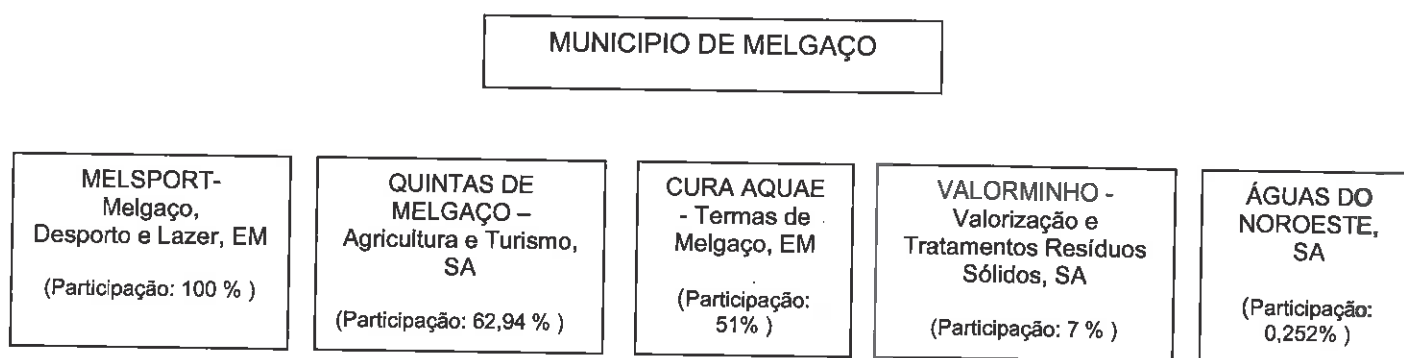 MUNICIPIO DE MELGAÇO
MELSPORT-
Melgaço,
Desporto e Lazer, EM
(Participação: 100 % )
QUINTAS DE
MELGAÇO –
Agricultura e Turismo,
SA
(Participação: 62,94 % )
CURA AQUAE
- Termas de
Melgaço, EM
(Participação:
51% )
VALORMINHO -
Valorização e
Tratamentos Resíduos
Sólidos, SA
(Participação: 7 % )
ÁGUAS DO
NOROESTE,
SA
(Participação:
0,252% )